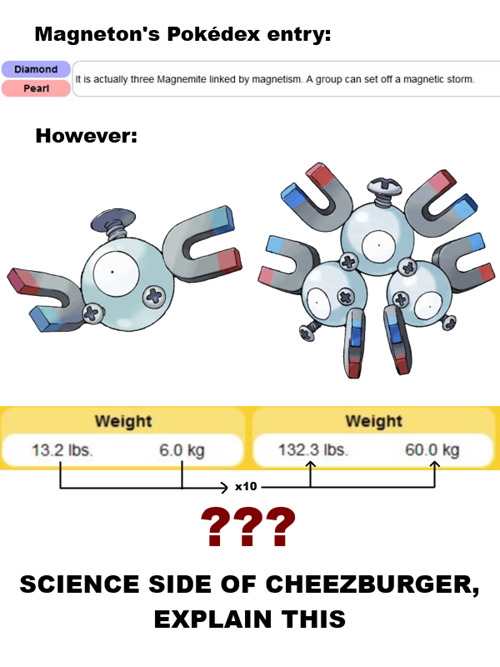 Magneton's Pokédex entry:
Diamond
Pearl
It is actually three Magnemite linked by magnetism. A group can set off a magnetic storm.
However:
Weight
13.2 lbs. 6.0 kg
Weight
132.3 lbs. 60.0 kg
x10
???
SCIENCE SIDE OF CHEEZBURGER,
EXPLAIN THIS